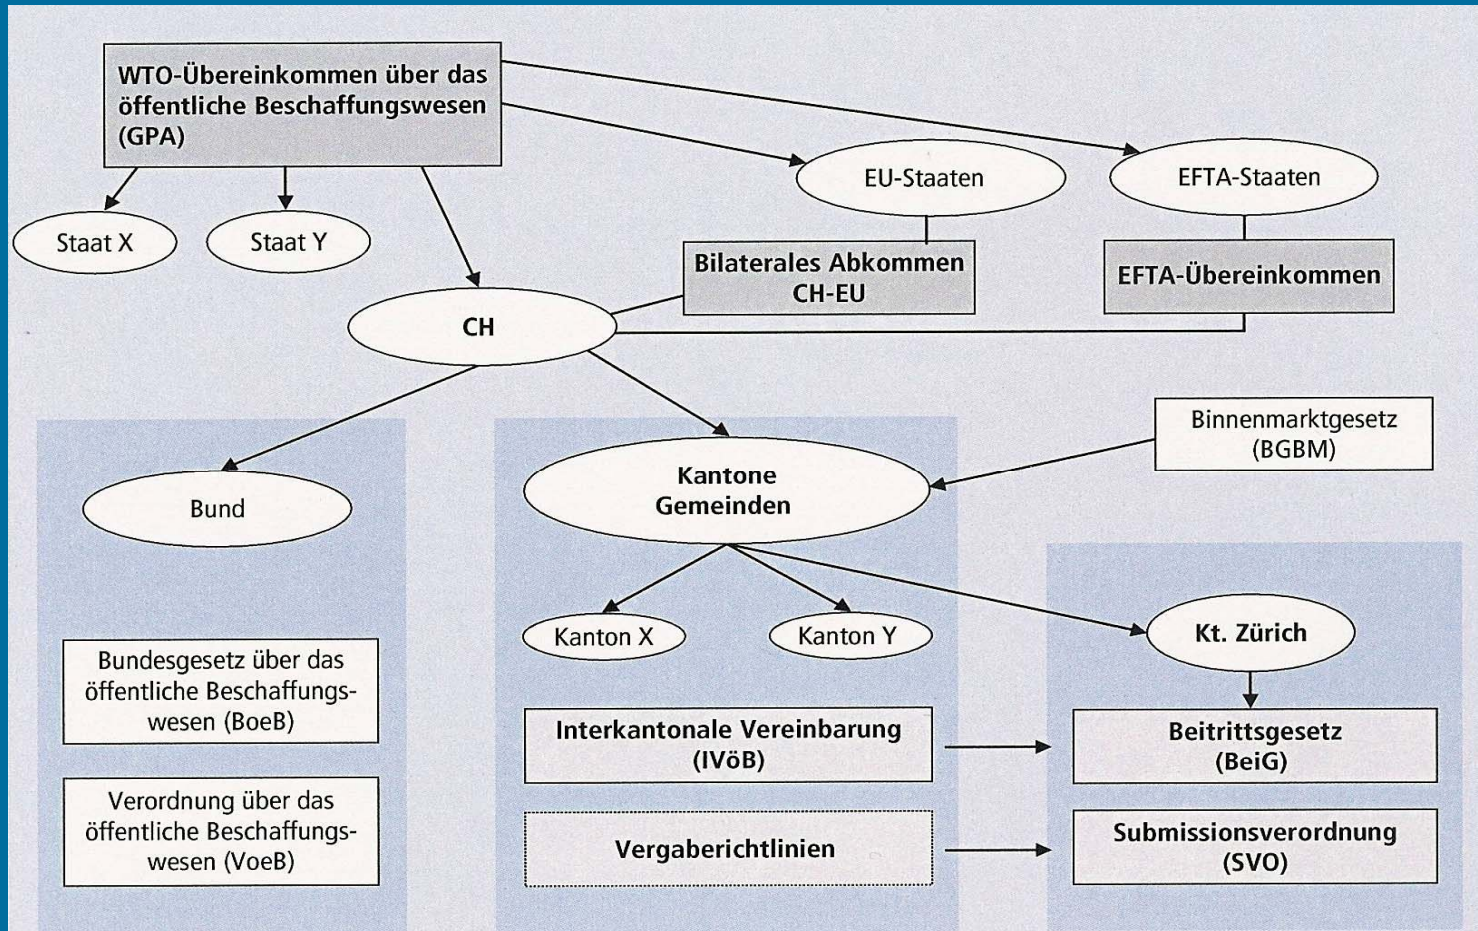 WTO-Übereinkommen über das
öffentliche Beschaffungswesen
(GPA)
EU-Staaten
EFTA-Staaten
Staat X
Staat Y
Bilaterales Abkommen
CH-EU
EFTA-Übereinkommen
CH
Binnenmarktgesetz
(BGBM)
Kantone
Gemeinden
Bund
Kanton X
Kanton Y
Kt. Zürich
Bundesgesetz über das
öffentliche Beschaffungs-
wesen (BoeB)
Interkantonale Vereinbarung
(IVöB)
Beitrittsgesetz
(BeiG)
Verordnung über das
öffentliche Beschaffungs-
wesen (VoeB)
Vergaberichtlinien
Submissionsverordnung
(SVO)